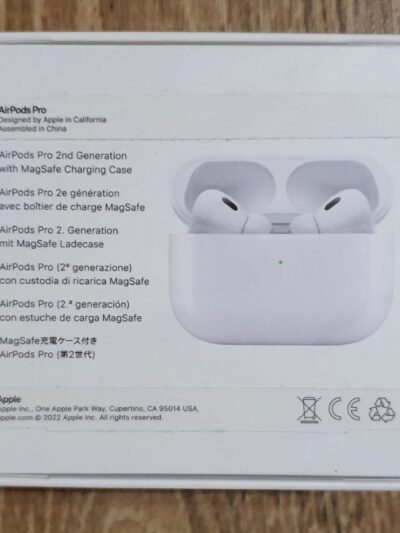 AirPods Pro
Designed by Apple in California
Assembled in China
AirPods Pro 2nd Generation
with MagSafe Charging Case
AirPods Pro 2e génération
avec boîtier de charge MagSafe
AirPods Pro 2. Generation
mit MagSafe Ladecase
AirPods Pro (2ª generazione)
con custodia di ricarica MagSafe
AirPods Pro (2.ª generación)
con estuche de carga MagSafe
MagSafe充電ケース付き
AirPods Pro (第2世代)
Apple
Apple Inc., One Apple Park Way, Cupertino, CA 95014 USA,
apple.com © 2022 Apple Inc. All rights reserved.
CE